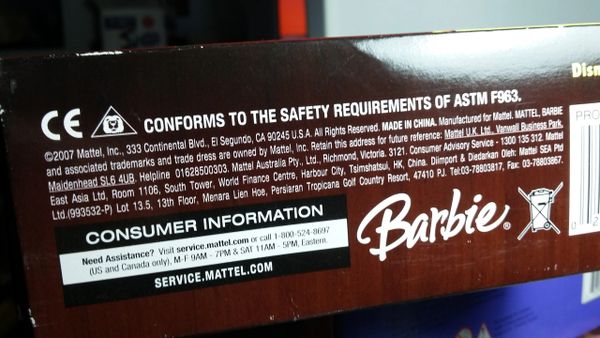 Disn
CE CONFORMS TO THE SAFETY REQUIREMENTS OF ASTM F963.
©2007 Mattel, Inc., 333 Continental Blvd., El Segundo, CA 90245 U.S.A. All Rights Reserved. MADE IN CHINA. Manufactured for Mattel. MATTEL, BARBIE
and associated trademarks and trade dress are owned by Mattel, Inc. Retain this address for future reference: Mattel U.K. Ltd., Vanwall Business Park,
Maidenhead SL6 4UB. Helpline 01628500303. Mattel Australia Pty., Ltd., Richmond, Victoria. 3121. Consumer Advisory Service - 1300 135 312. Mattel
East Asia Ltd, Room 1106, South Tower, World Finance Centre, Harbour City, Tsimshatsui, HK, China. Diimport & Diedarkan Oleh: Mattel SEA Ptd
Ltd.(993532-P) Lot 13.5, 13th Floor, Menara Lien Hoe, Persiaran Tropicana Golf Country Resort, 47410 PJ. Tel:03-78803817, Fax: 03-78803867.
CONSUMER INFORMATION
Need Assistance? Visit service.mattel.com or call 1-800-524-8697
(US and Canada only), M-F 9AM - 7PM & SAT 11AM - 5PM, Eastern.
SERVICE.MATTEL.COM
Barbie®
PRO
0